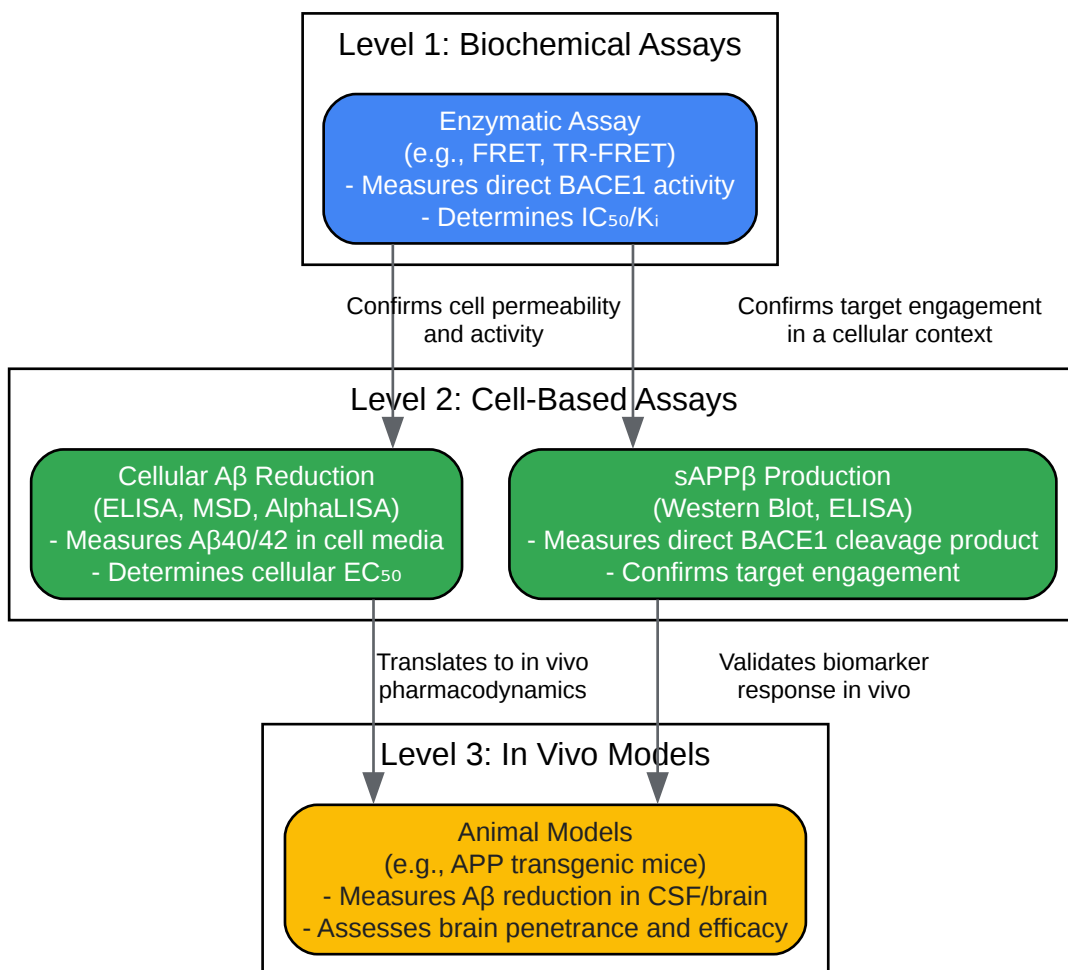 Level 1: Biochemical Assays
Enzymatic Assay
(e.g., FRET, TR-FRET)
- Measures direct BACE1 activity
- Determines IC₅₀/Kᵢ
Confirms cell permeability
and activity
Confirms target engagement
in a cellular context
Level 2: Cell-Based Assays
Cellular Aβ Reduction
(ELISA, MSD, AlphaLISA)
- Measures Aβ40/42 in cell media
- Determines cellular EC₅₀
sAPPβ Production
(Western Blot, ELISA)
- Measures direct BACE1 cleavage product
- Confirms target engagement
Translates to in vivo
pharmacodynamics
Validates biomarker
response in vivo
Level 3: In Vivo Models
Animal Models
(e.g., APP transgenic mice)
- Measures Aβ reduction in CSF/brain
- Assesses brain penetrance and efficacy